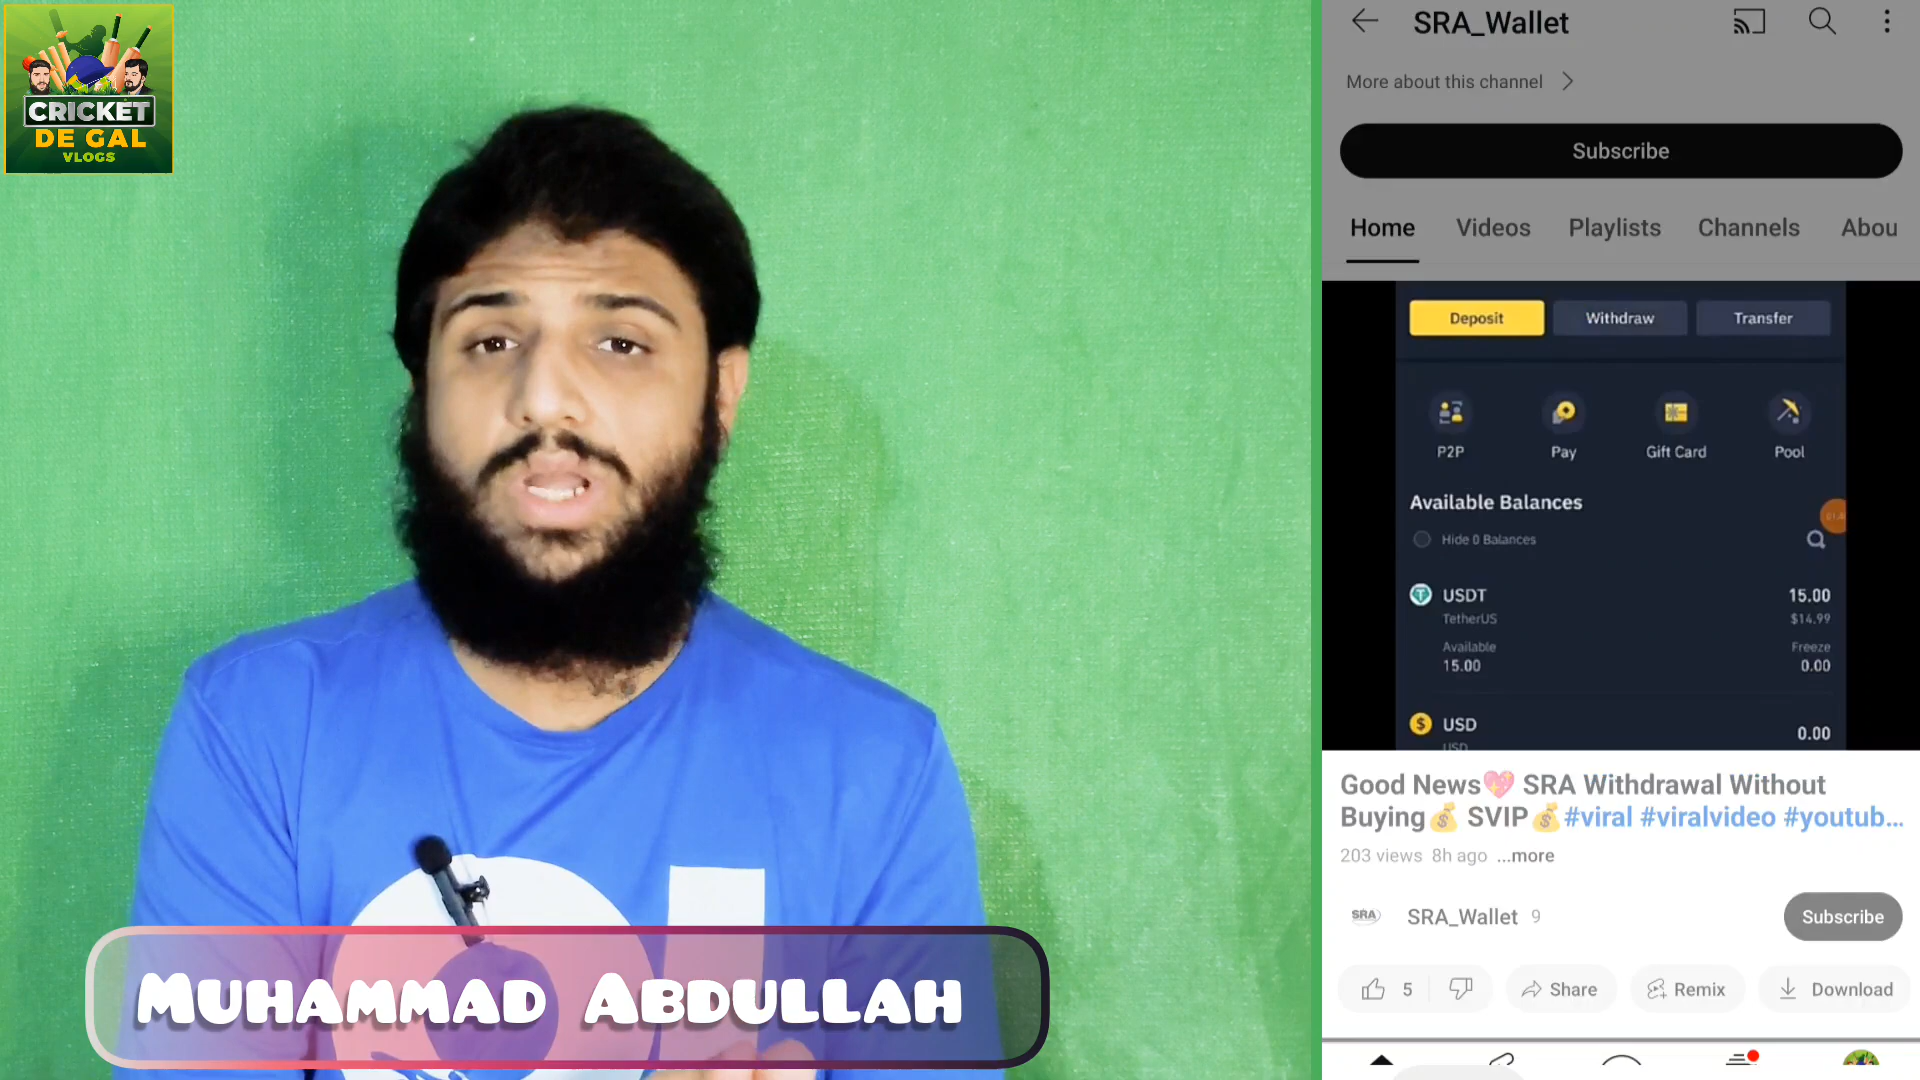 CRICKET
DE GAL
VLOGS
MUHAMMAD ABDULLAH
SRA_Wallet
More about this channel
Subscribe
Home Videos Playlists Channels Abou
Deposit Withdraw Transfer
P2P Pay Gift Card Pool
Available Balances
Hide 0 Balances
USDT 15.00
TetherUS $14.99
Available Freeze
15.00 0.00
USD 0.00
USD
Good News💖 SRA Withdrawal Without
Buying💰 SVIP💰#viral #viralvideo #youtub...
203 views 8h ago ...more
SRA SRA_Wallet 9 Subscribe
5 Share Remix Download